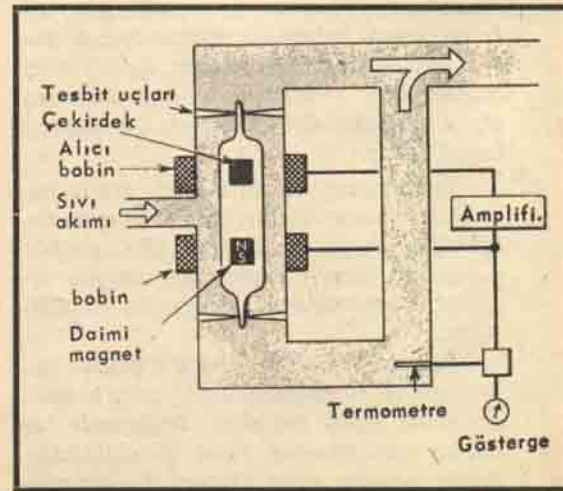 Tesbit uçları
Çekirdek
Alıcı
bobin
Sıvı
akımı
bobin
Daimi
magnet
N
S
Amplifi.
Termometre
Gösterge